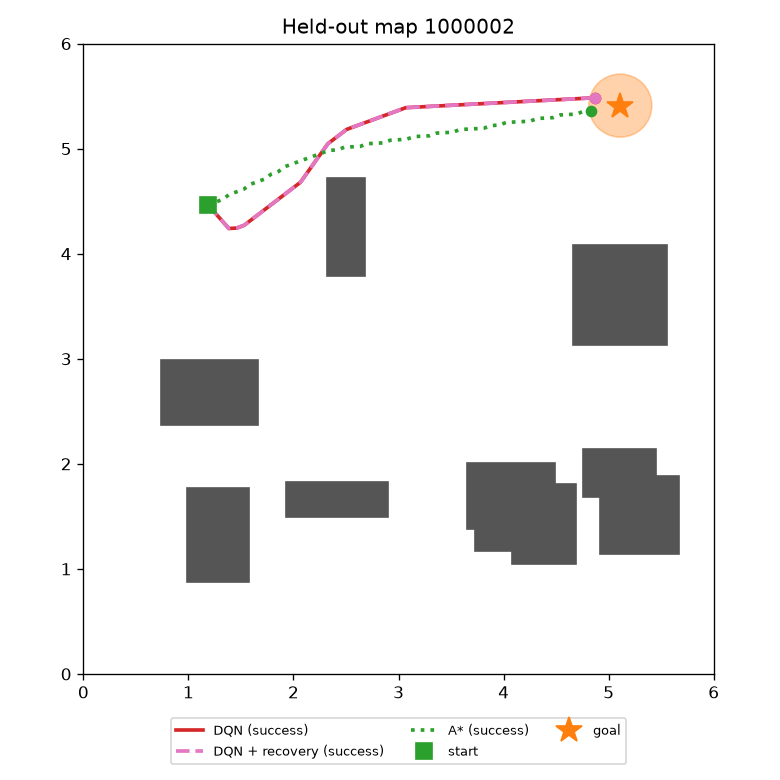 Held-out map 1000002
6
5
4
3
2
1
0
0 1 2 3 4 5 6
DQN (success) A* (success) goal
DQN + recovery (success) start